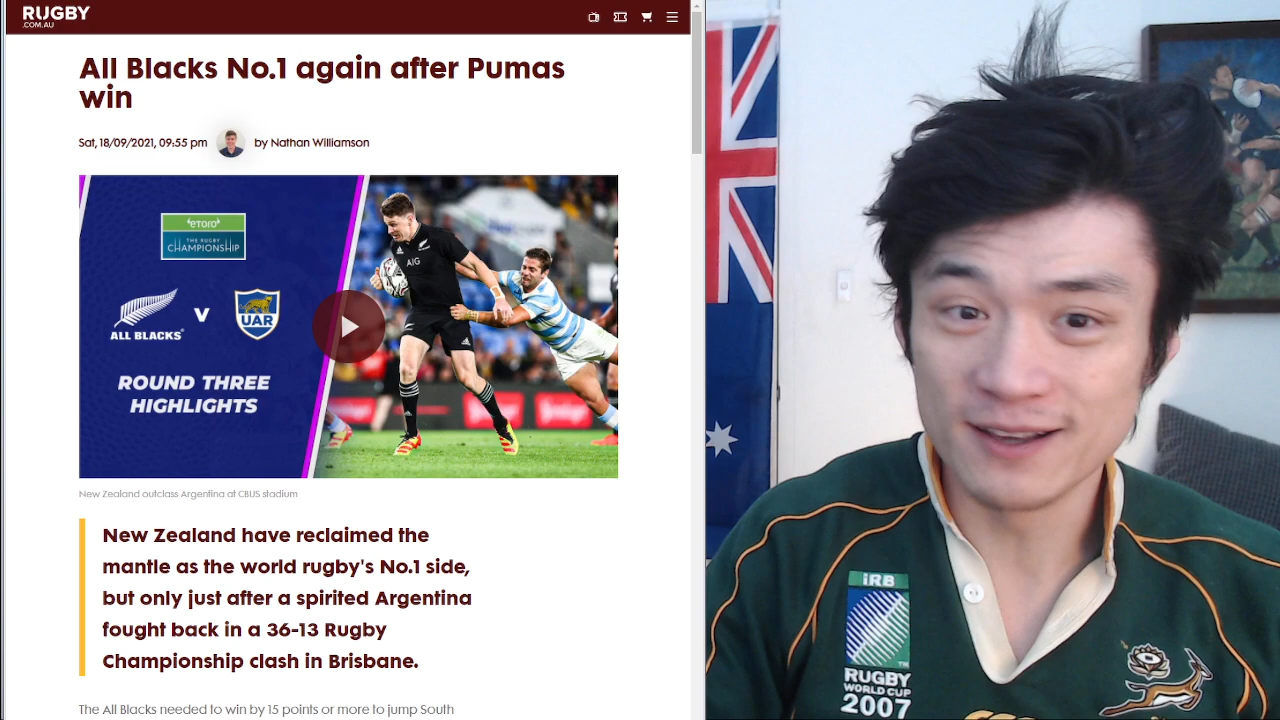 RUGBY
.COM.AU
All Blacks No.1 again after Pumas
win
Sat, 18/09/2021, 09:55 pm by Nathan Williamson
etoro
THE RUGBY
CHAMPIONSHIP
ALL BLACKS
v
UAR
ROUND THREE
HIGHLIGHTS
AIG
New Zealand outclass Argentina at CBUS stadium
New Zealand have reclaimed the
mantle as the world rugby's No.1 side,
but only just after a spirited Argentina
fought back in a 36-13 Rugby
Championship clash in Brisbane.
The All Blacks needed to win by 15 points or more to jump South
iRB
RUGBY
WORLD CUP
2007